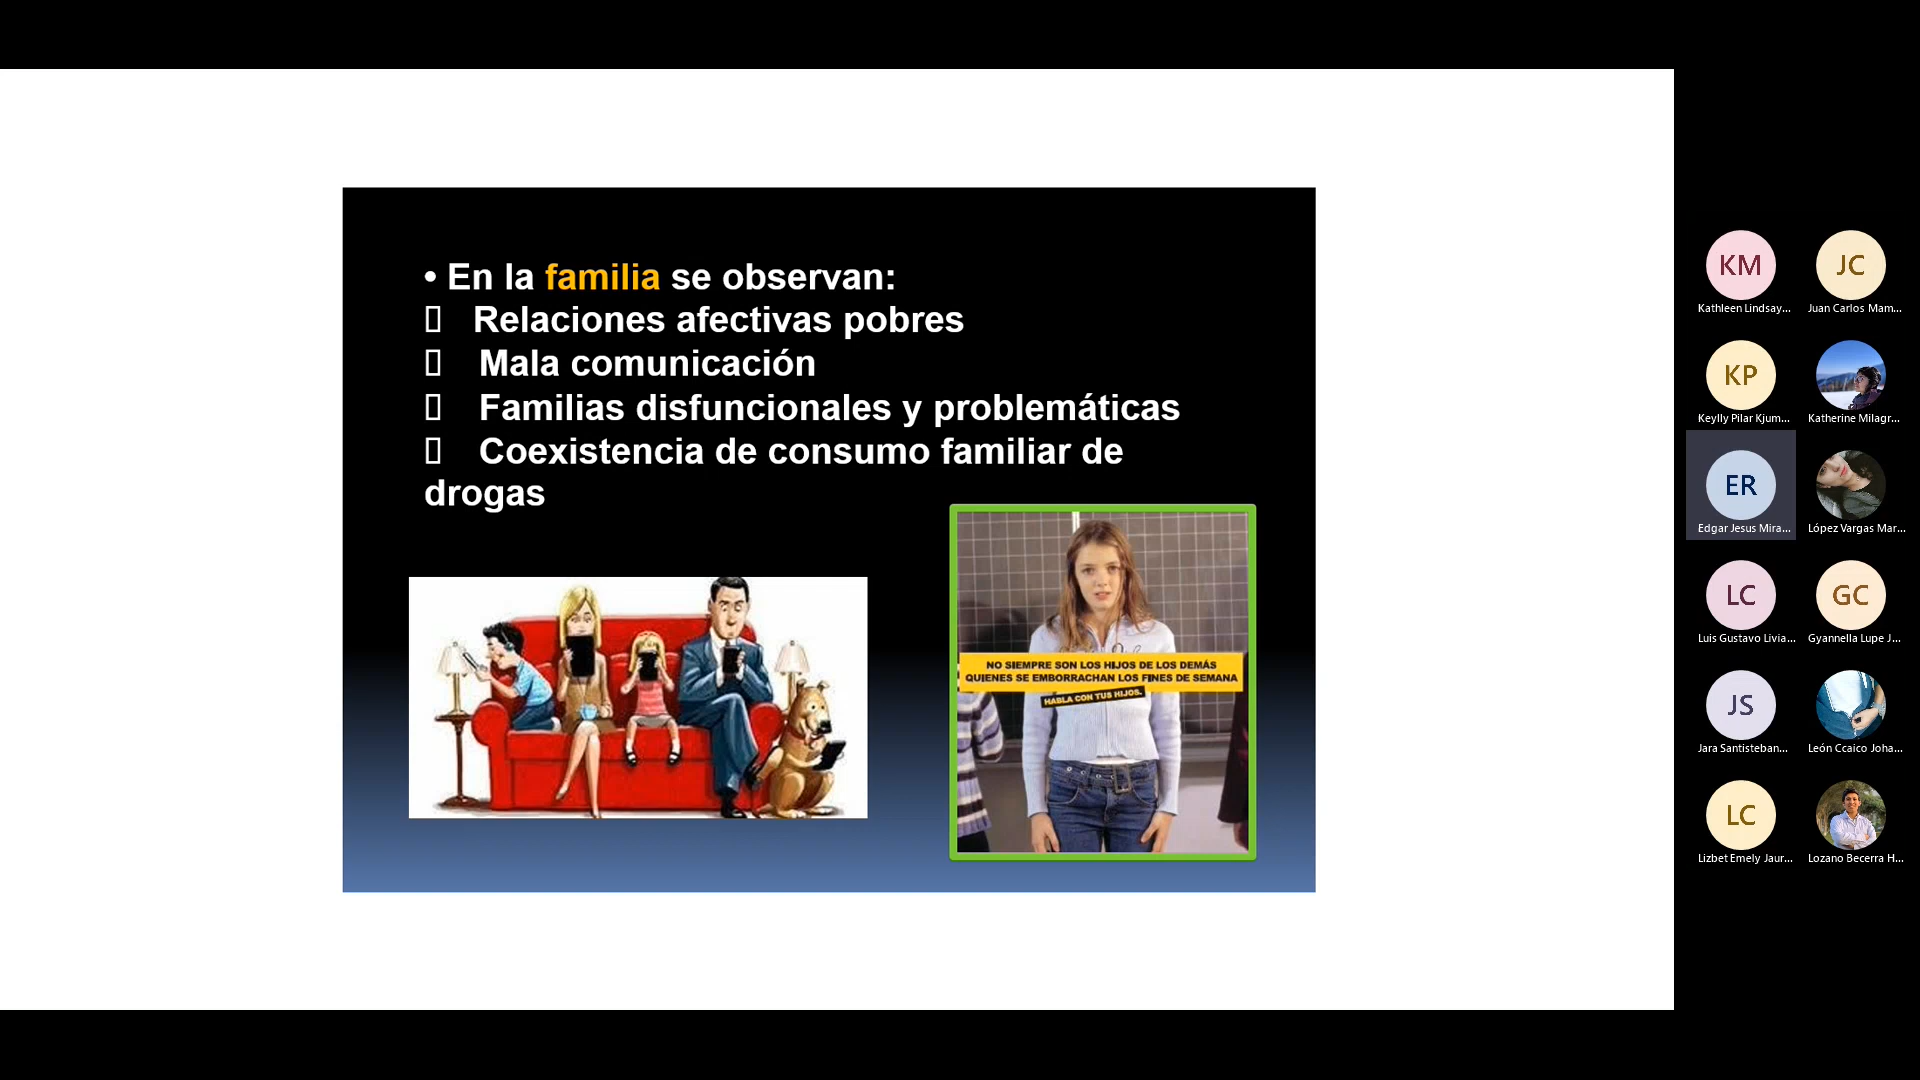 • En la familia se observan:
Relaciones afectivas pobres
Mala comunicación
Familias disfuncionales y problemáticas
Coexistencia de consumo familiar de
drogas
NO SIEMPRE SON LOS HIJOS DE LOS DEMÁS
QUIENES SE EMBORRACHAN LOS FINES DE SEMANA
HABLA CON TUS HIJOS.
KM
Kathleen Lindsay...
JC
Juan Carlos Mam...
KP
Keylly Pilar Kjum...
Katherine Milagr...
ER
Edgar Jesus Mira...
López Vargas Mar...
LC
Luis Gustavo Livia...
GC
Gyannella Lupe J...
JS
Jara Santisteban...
León Ccaico Joha...
LC
Lizbet Emely Jaur...
Lozano Becerra H...